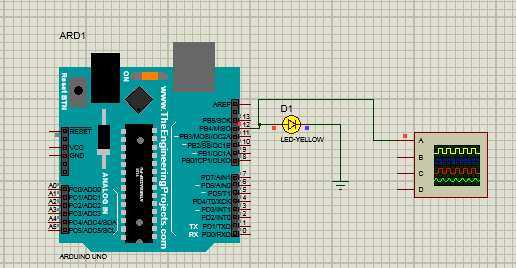 ARD1
Reset BTN
ON
www.TheEngineeringProjects.com
AREF
RESET
VCC
GND
PB5/SCK 13
PB4/MISO 12
PB3/MOSI/OC2A 11
PB2/SS/OC1B 10
PB1/OC1A 9
PB0/ICP1/CLKO 8
ANALOG IN
A0 PC0/ADC0
A1 PC1/ADC1
A2 PC2/ADC2
A3 PC3/ADC3
A4 PC4/ADC4/SDA
A5 PC5/ADC5/SCL
PD7/AIN1 7
PD6/AIN0 6
PD5/T1 5
PD4/T0/XCK 4
PD3/INT1 3
PD2/INT0 2
TX PD1/TXD 1
RX PD0/RXD 0
ARDUINO UNO
D1
LED-YELLOW
A
B
C
D